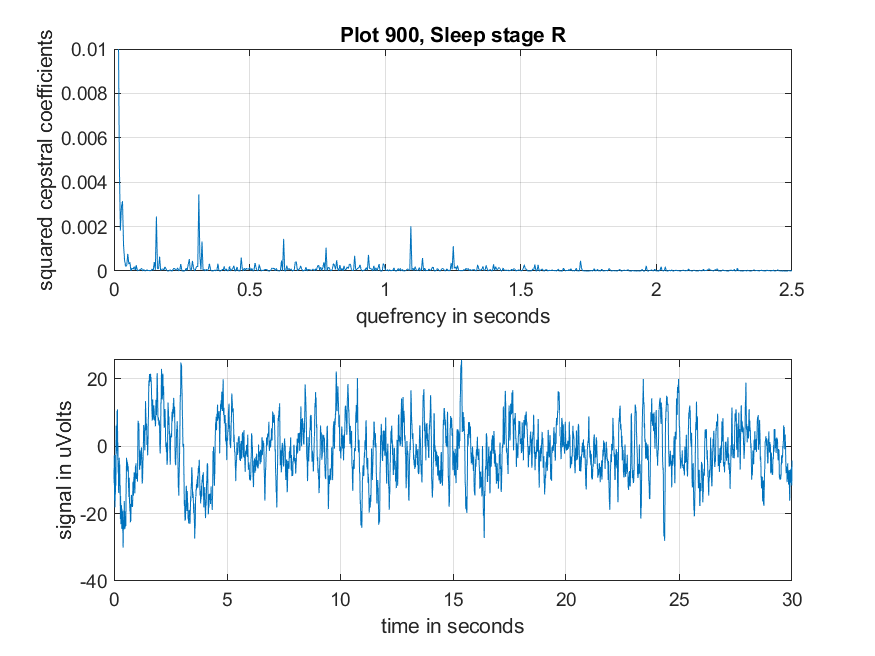 Plot 900, Sleep stage R
squared cepstral coefficients
0.01
0.008
0.006
0.004
0.002
0
0 0.5 1 1.5 2 2.5
quefrency in seconds
signal in uVolts
20
0
-20
-40
0 5 10 15 20 25 30
time in seconds